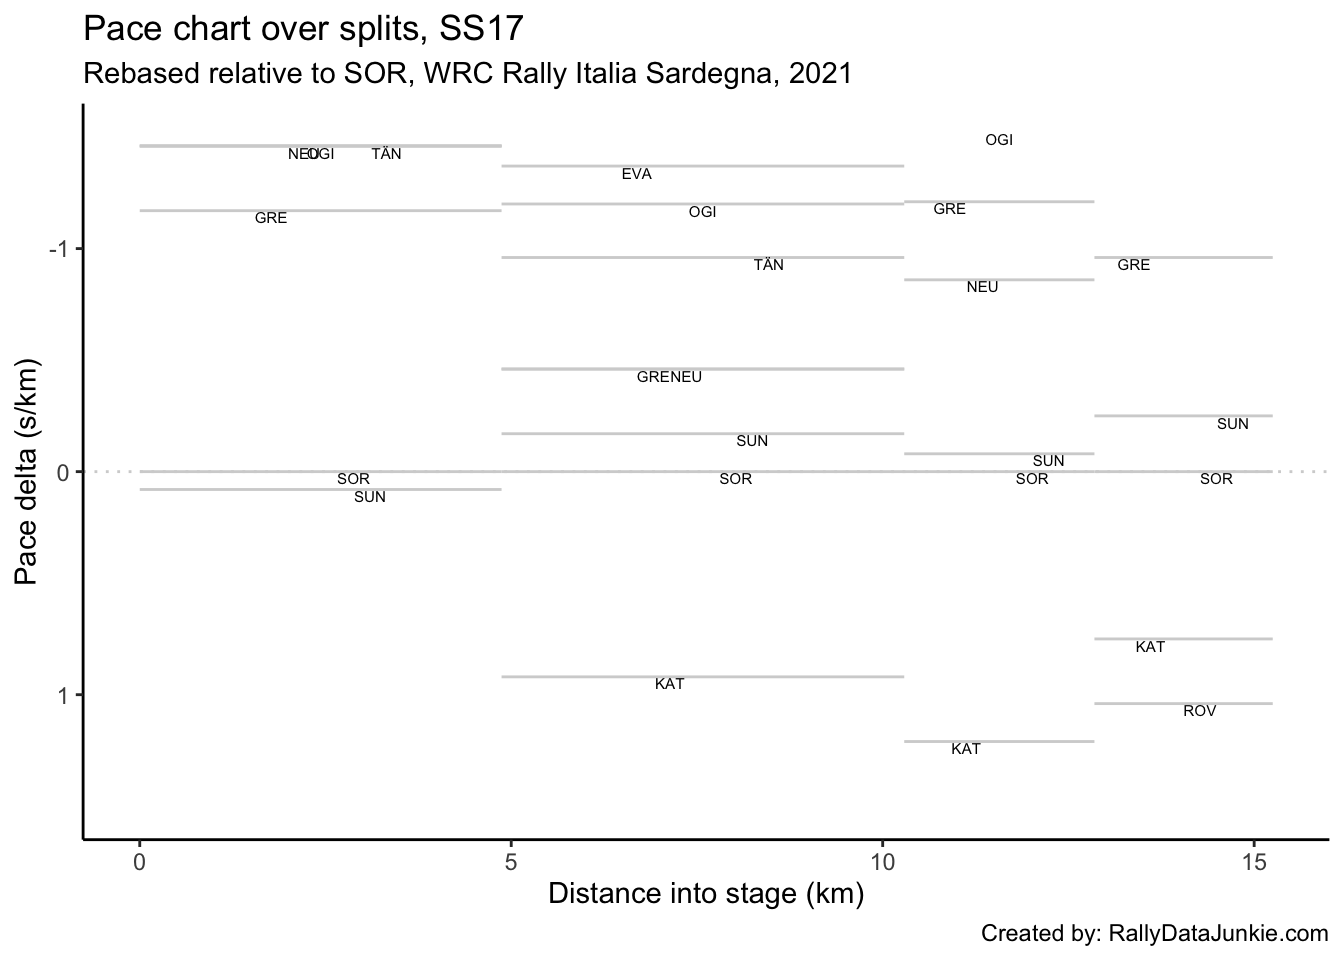 Pace chart over splits, SS17
Rebased relative to SOR, WRC Rally Italia Sardegna, 2021
OGI
NEU OGI TÄN
EVA
GRE
OGI
GRE
-1
TÄN
GRE
NEU
GRENEU
SUN
SUN
SUN
0
SOR
SOR
SOR
SOR
SUN
KAT
KAT
1
ROV
KAT
Pace delta (s/km)
0 5 10 15
Distance into stage (km)
Created by: RallyDataJunkie.com